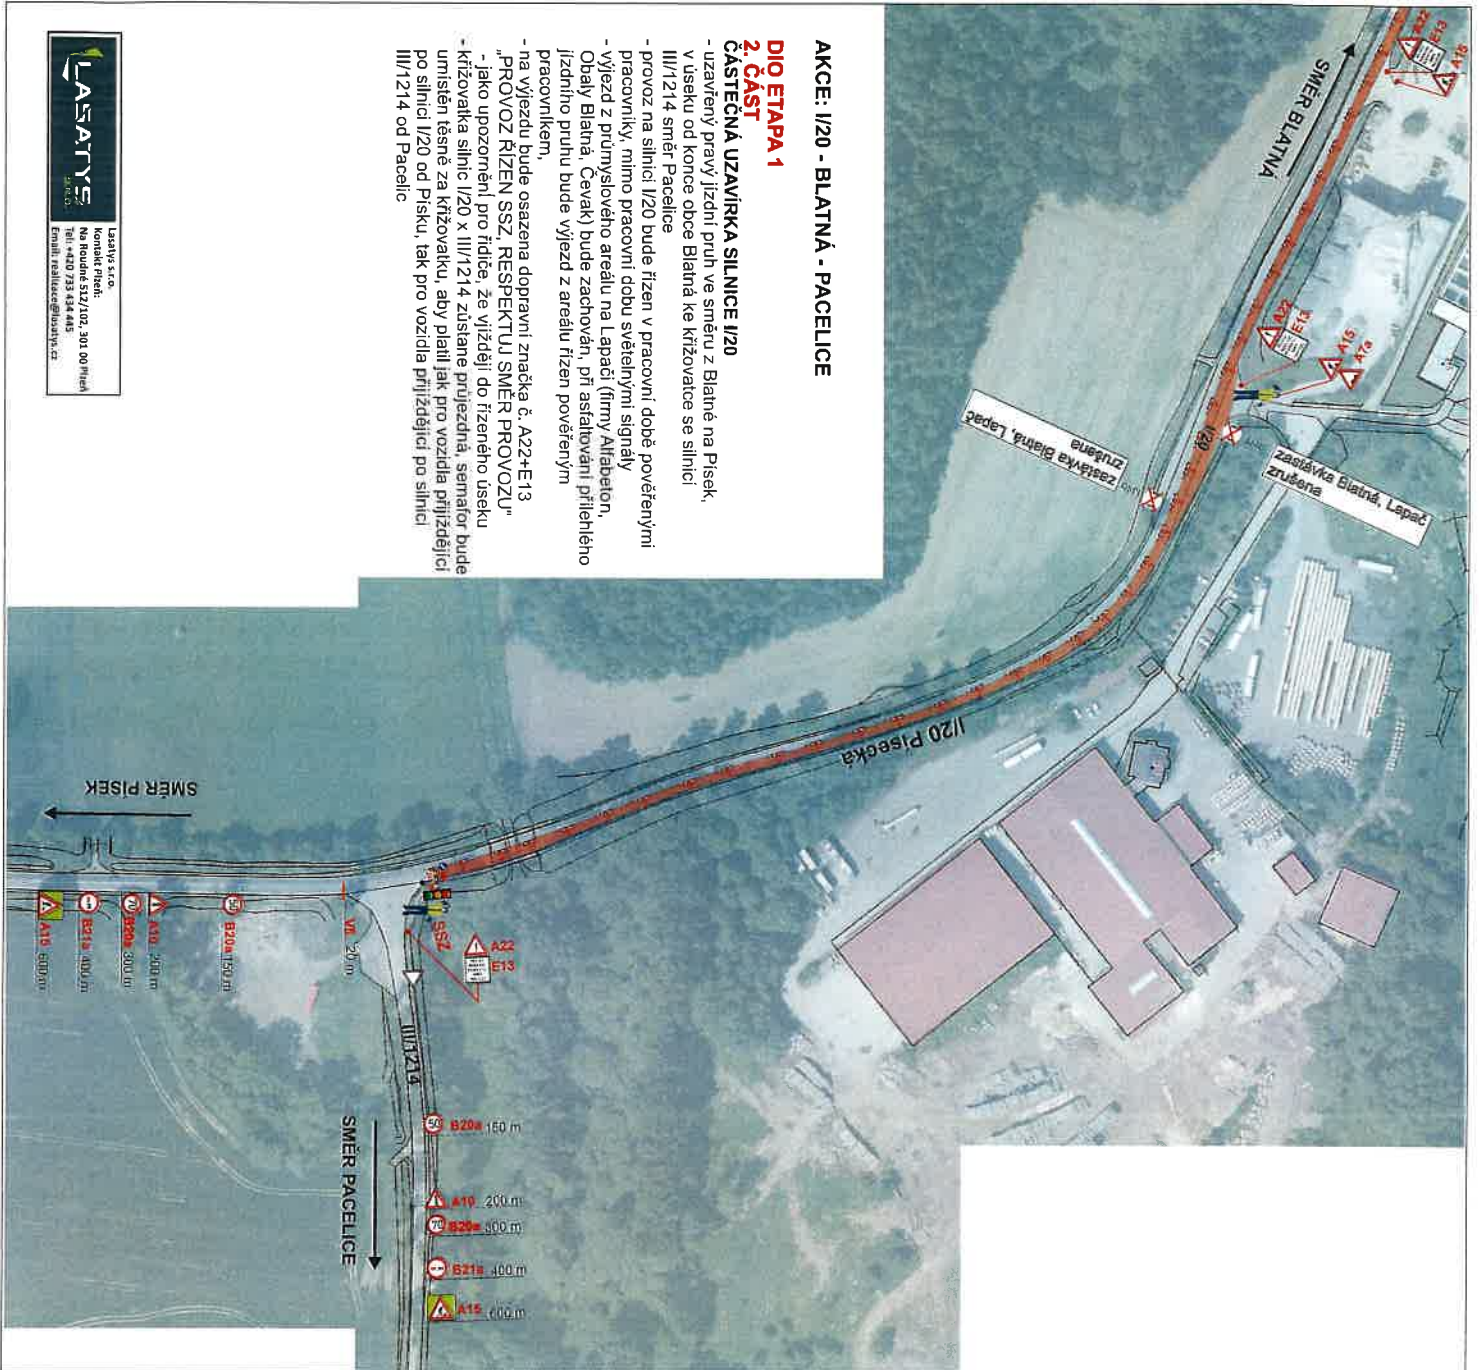 AKCE: I/20 - BLATNÁ - PACELICE
DIO ETAPA 1
2. ČÁST
ČÁSTEČNÁ UZAVÍRKA SILNICE I/20
- uzavřený pravý jízdní pruh ve směru z Blatné na Písek,
v úseku od konce obce Blatná ke křižovatce se silnicí
III/1214 směr Pacelice
- provoz na silnici I/20 bude řízen v pracovní době pověřenými
pracovníky, mimo pracovní dobu světelnými signály
- výjezd z průmyslového areálu na Lapači (firmy Alfabeton,
Obaly Blatná, Čevak) bude zachován, při asfaltování přilehlého
jízdního pruhu bude výjezd z areálu řízen pověřeným
pracovníkem,
- na výjezdu bude osazena dopravní značka č. A22+E13
„PROVOZ ŘÍZEN SSZ, RESPEKTUJ SMĚR PROVOZU"
- jako upozornění pro řidiče, že vjíždějí do řízeného úseku
- křižovatka silnic I/20 x III/1214 zůstane průjezdná, semafor bude
umístěn těsně za křižovatku, aby platil jak pro vozidla přijíždějící
po silnici I/20 od Písku, tak pro vozidla přijíždějící po silnici
III/1214 od Pacelic
LASATYS
s.r.o.
Lasatys s.r.o.
Kontakt Plzeň:
Na Roudné 512/102, 301 00 Plzeň
Tel: +420 733 434 445
Email: realizace@lasatys.cz
A22
E13
A15
SMĚR BLATNÁ
A22
E13
A15
A7a
I/20
zastávka Blatná, Lapač
zrušena
zastávka Blatná, Lapač
zrušena
I/20 Písecká
SMĚR PÍSEK
SSZ
A22
E13
20 m
50
B20a 150 m
A10 200 m
70
B20a 300 m
B21a 400 m
A15 600 m
III/1214
SMĚR PACELICE
50
B20a 150 m
A10 200 m
70
B20a 300 m
B21a 400 m
A15 600 m